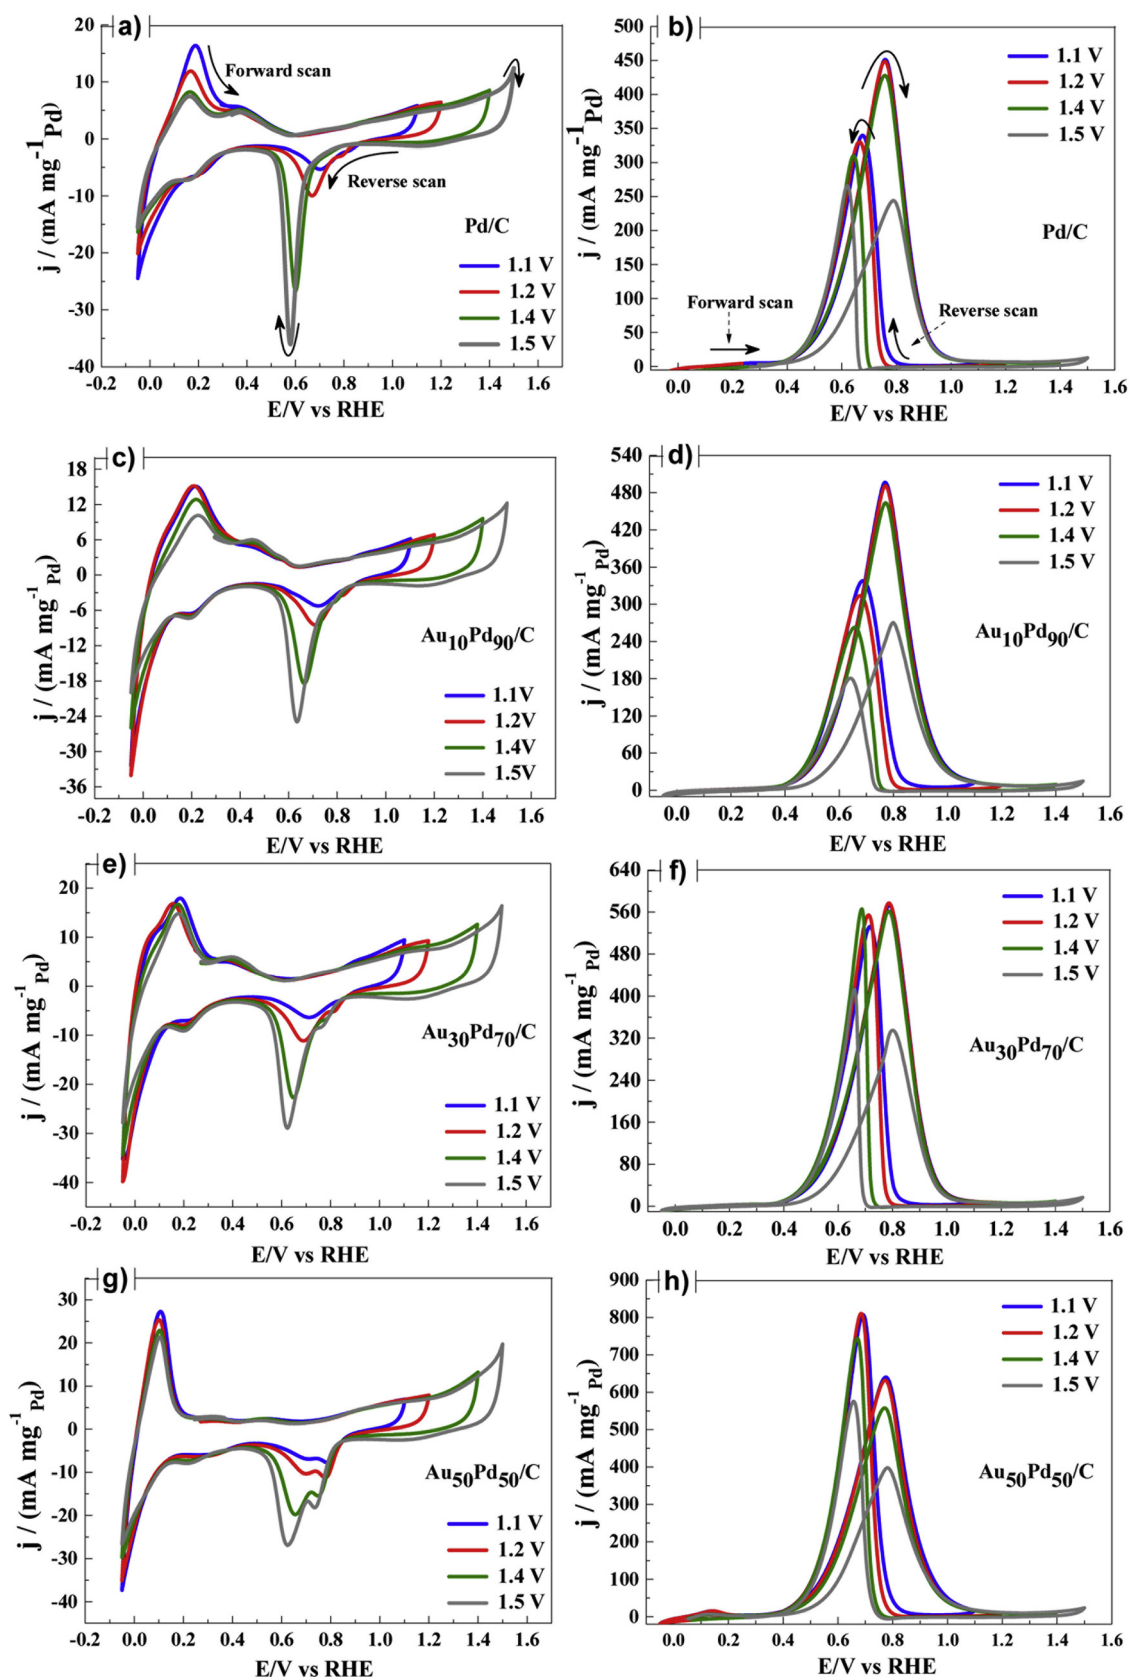 a)
20
10
0
-10
-20
-30
-40
j / (mA mg⁻¹Pd)
Forward scan
Reverse scan
Pd/C
1.1 V
1.2 V
1.4 V
1.5 V
0.0 0.2 0.4 0.6 0.8 1.0 1.2 1.4 1.6
E/V vs RHE
b)
500
450
400
350
300
250
200
150
100
50
0
j / (mA mg⁻¹Pd)
1.1 V
1.2 V
1.4 V
1.5 V
Pd/C
Forward scan
Reverse scan
0.0 0.2 0.4 0.6 0.8 1.0 1.2 1.4 1.6
E/V vs RHE
c)
18
12
6
0
-6
-12
-18
-24
-30
-36
j / (mA mg⁻¹Pd)
Au10Pd90/C
1.1V
1.2V
1.4V
1.5V
-0.2 0.0 0.2 0.4 0.6 0.8 1.0 1.2 1.4 1.6
E/V vs RHE
d)
540
480
420
360
300
240
180
120
60
0
j / (mA mg⁻¹Pd)
1.1 V
1.2 V
1.4 V
1.5 V
Au10Pd90/C
0.0 0.2 0.4 0.6 0.8 1.0 1.2 1.4 1.6
E/V vs RHE
e)
20
10
0
-10
-20
-30
-40
j / (mA mg⁻¹Pd)
Au30Pd70/C
1.1 V
1.2 V
1.4 V
1.5 V
-0.2 0.0 0.2 0.4 0.6 0.8 1.0 1.2 1.4 1.6
E/V vs RHE
f)
640
560
480
400
320
240
160
80
0
j / (mA mg⁻¹Pd)
1.1 V
1.2 V
1.4 V
1.5 V
Au30Pd70/C
0.0 0.2 0.4 0.6 0.8 1.0 1.2 1.4 1.6
E/V vs RHE
g)
30
20
10
0
-10
-20
-30
-40
j / (mA mg⁻¹Pd)
Au50Pd50/C
1.1 V
1.2 V
1.4 V
1.5 V
-0.2 0.0 0.2 0.4 0.6 0.8 1.0 1.2 1.4 1.6
E/V vs RHE
h)
900
800
700
600
500
400
300
200
100
0
j / (mA mg⁻¹Pd)
1.1 V
1.2 V
1.4 V
1.5 V
Au50Pd50/C
0.0 0.2 0.4 0.6 0.8 1.0 1.2 1.4 1.6
E/V vs RHE